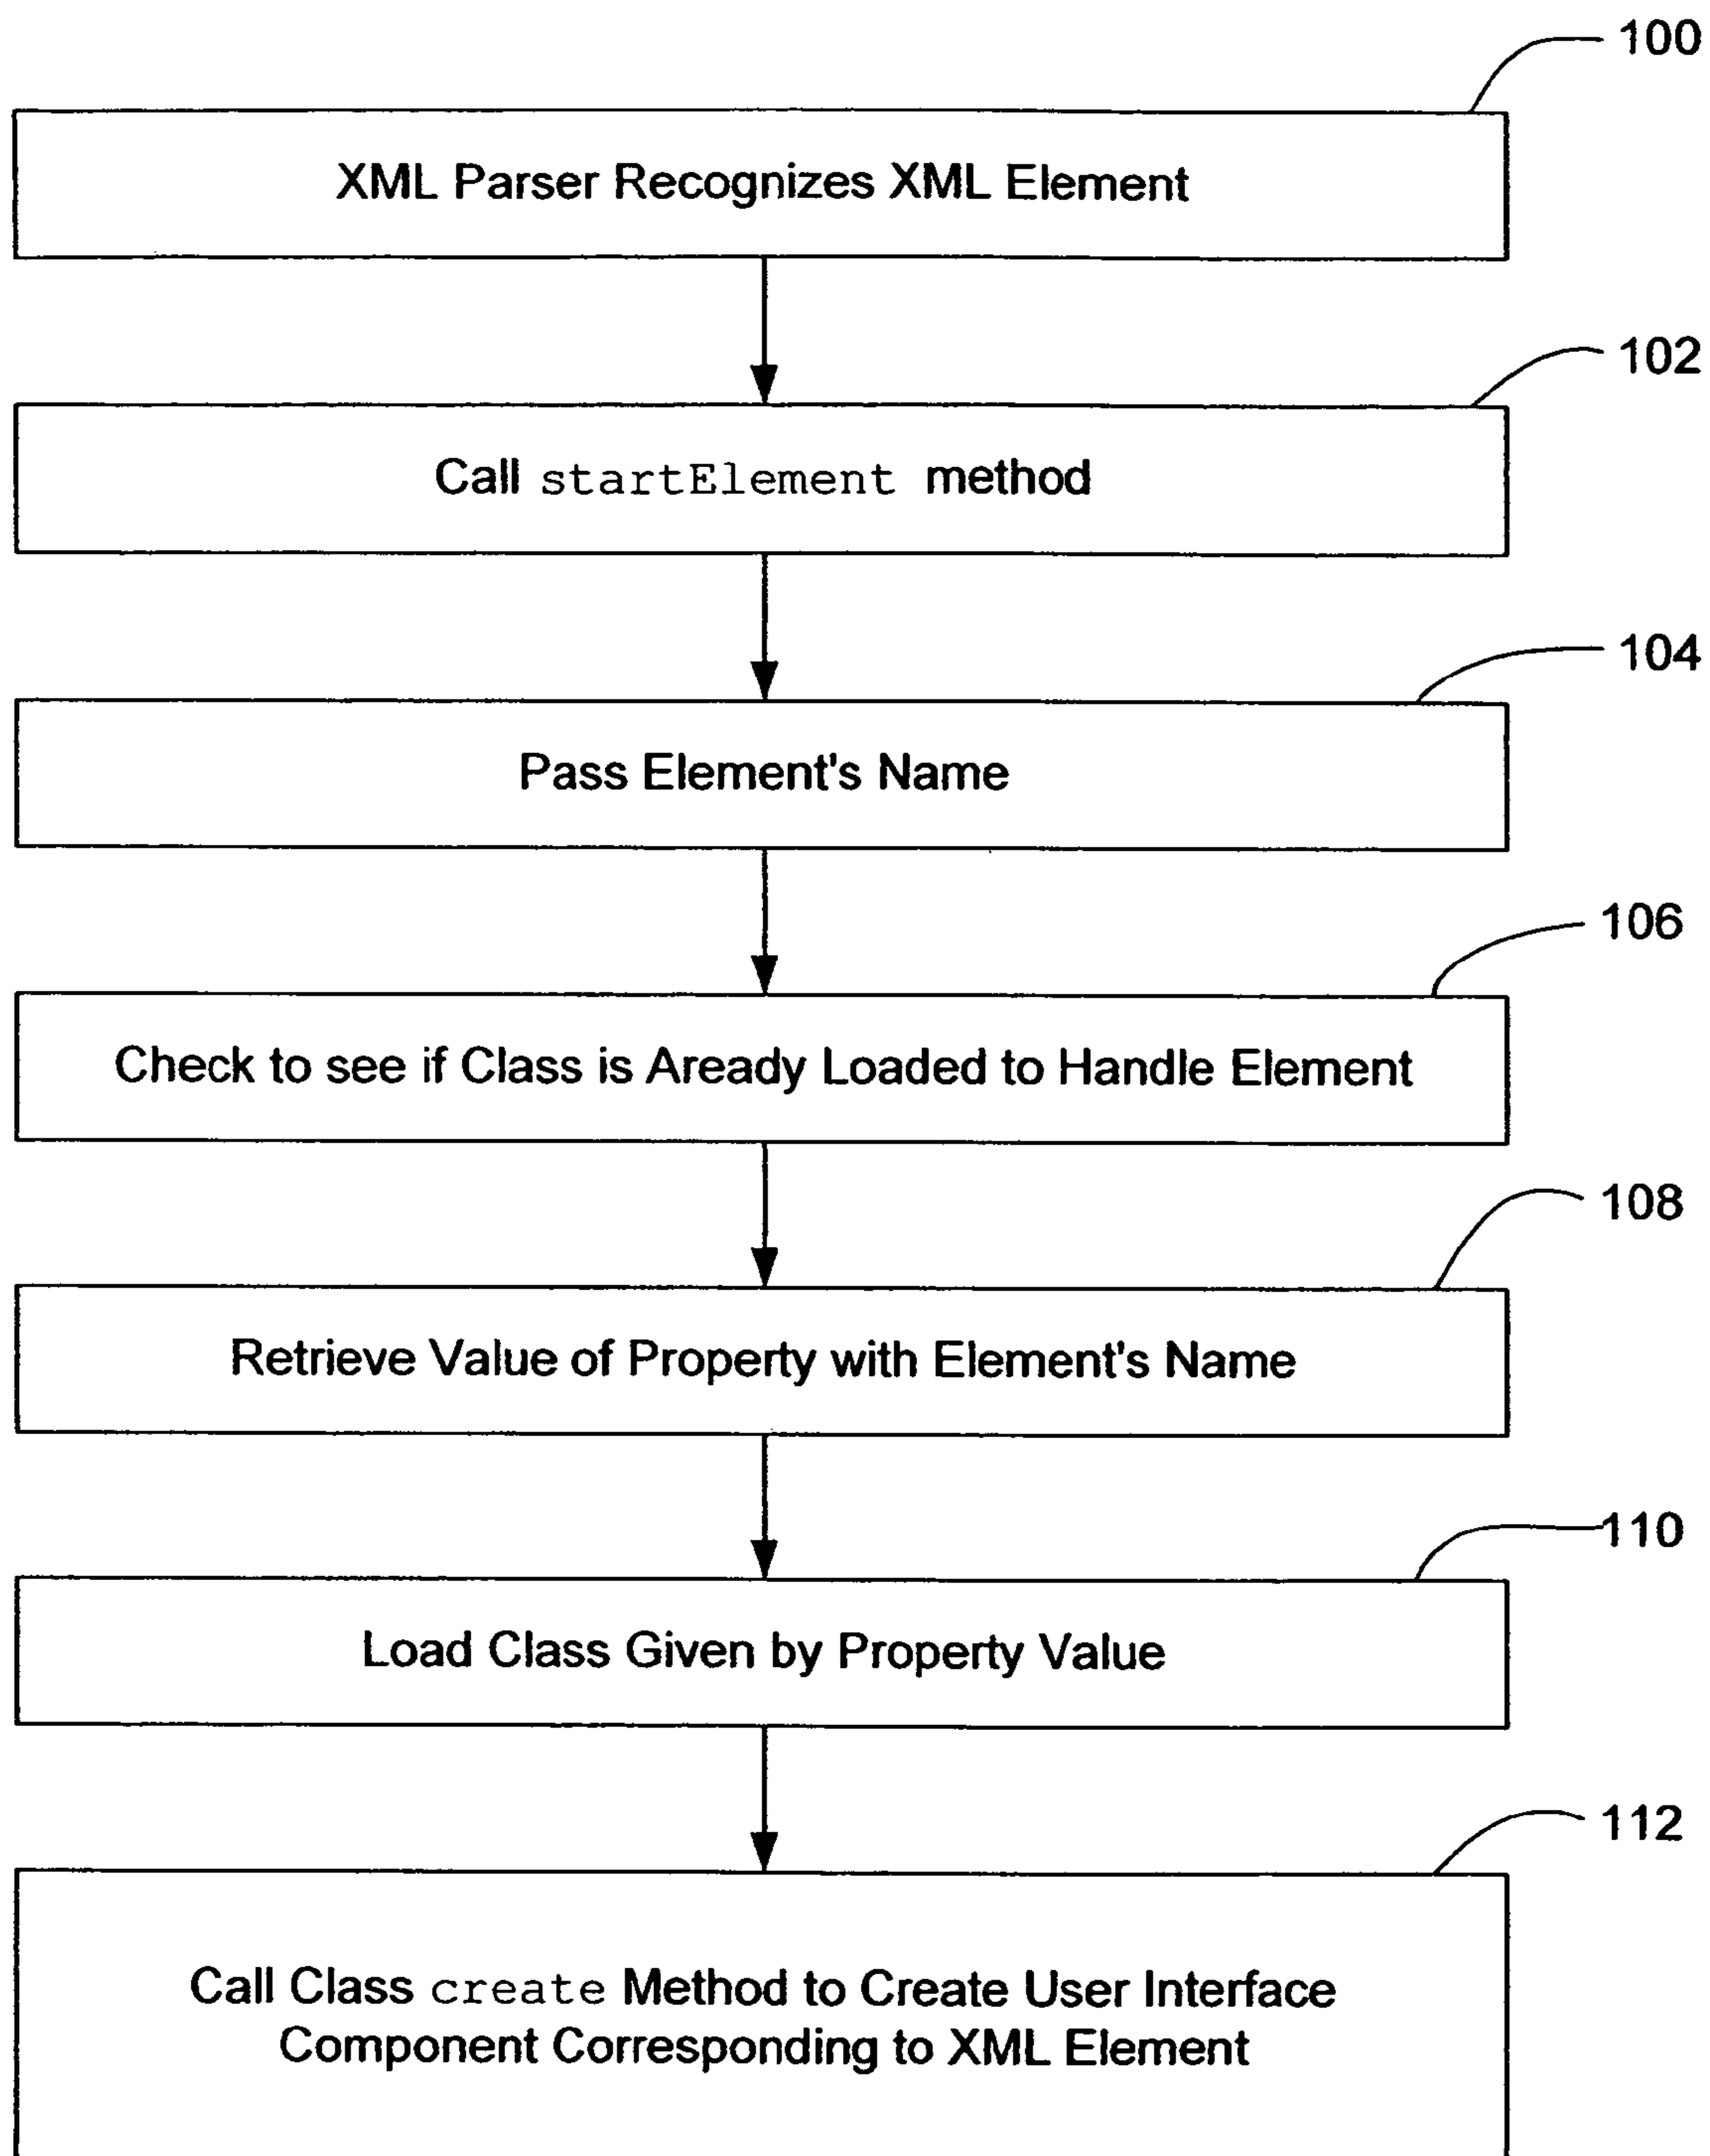 100
XML Parser Recognizes XML Element
102
Call startElement method
104
Pass Element's Name
106
Check to see if Class is Aready Loaded to Handle Element
108
Retrieve Value of Property with Element's Name
110
Load Class Given by Property Value
112
Call Class create Method to Create User Interface
Component Corresponding to XML Element